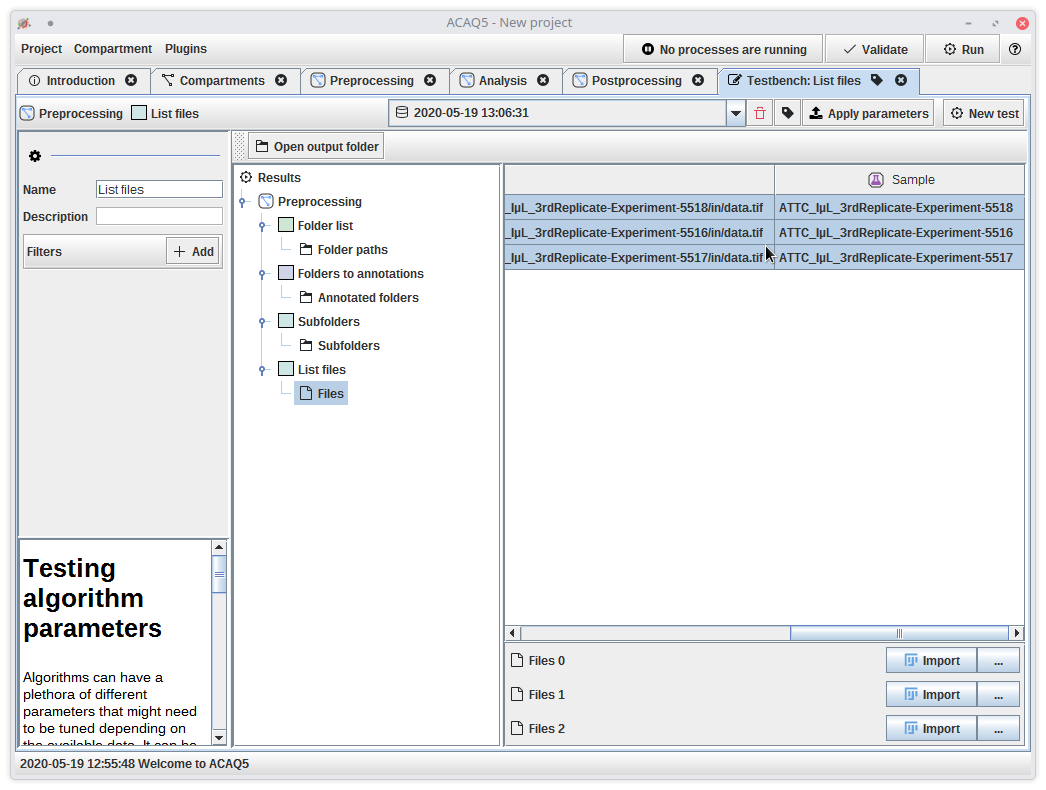 ACAQ5 - New project
Project Compartment Plugins No processes are running Validate Run
Introduction Compartments Preprocessing Analysis Postprocessing Testbench: List files
Preprocessing List files 2020-05-19 13:06:31 Apply parameters New test
Open output folder
Name List files
Description
Filters Add
Testing
algorithm
parameters
Algorithms can have a
plethora of different
parameters that might need
to be tuned depending on
the available data. It can be
Results
Preprocessing
Folder list
Folder paths
Folders to annotations
Annotated folders
Subfolders
Subfolders
List files
Files
Sample
_IµL_3rdReplicate-Experiment-5518/in/data.tif ATTC_IµL_3rdReplicate-Experiment-5518
_IµL_3rdReplicate-Experiment-5516/in/data.tif ATTC_IµL_3rdReplicate-Experiment-5516
_IµL_3rdReplicate-Experiment-5517/in/data.tif ATTC_IµL_3rdReplicate-Experiment-5517
Files 0 Import ...
Files 1 Import ...
Files 2 Import ...
2020-05-19 12:55:48 Welcome to ACAQ5